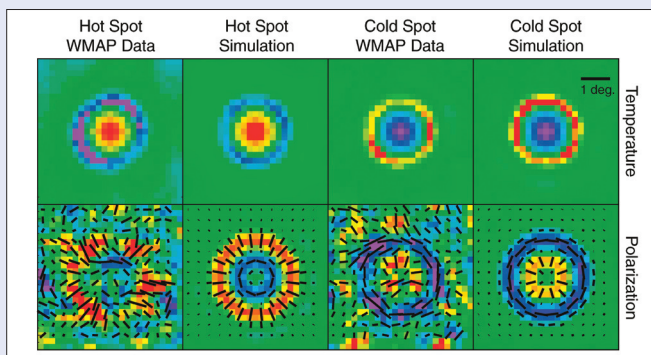 Hot Spot
WMAP Data
Hot Spot
Simulation
Cold Spot
WMAP Data
Cold Spot
Simulation
1 deg.
Temperature
Polarization